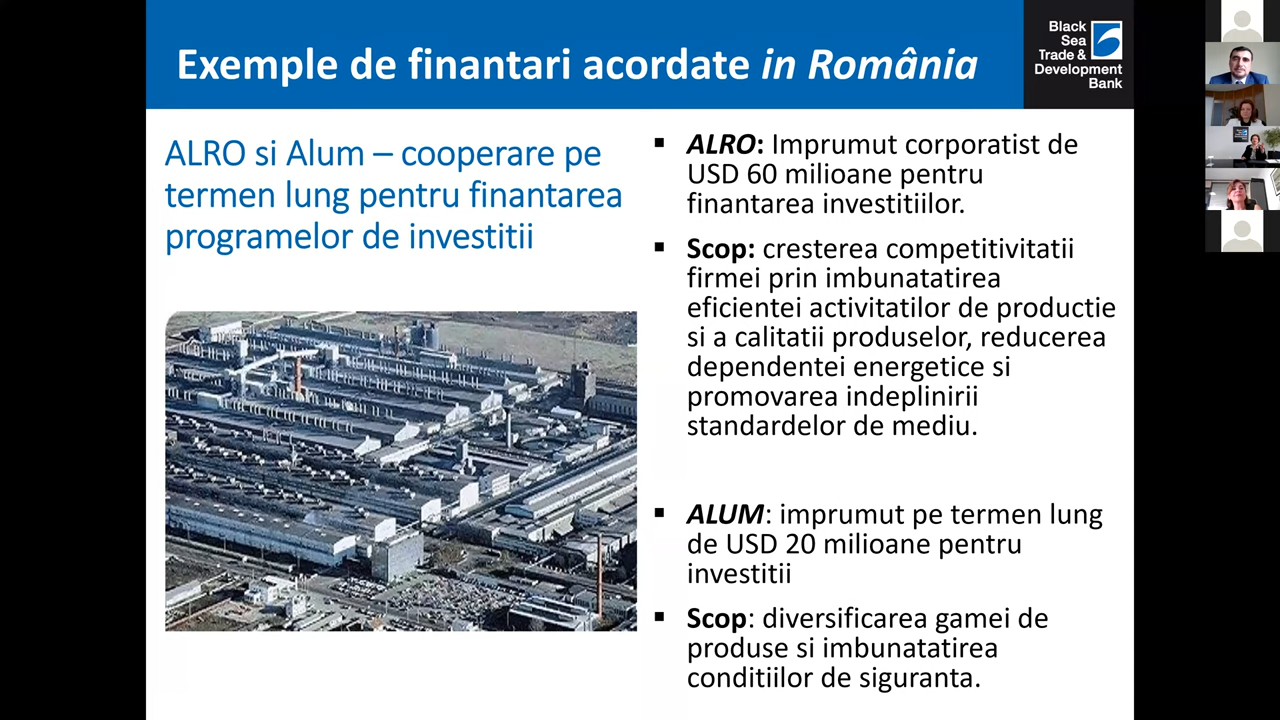 Exemple de finantari acordate in România
Black
Sea
Trade &
Development
Bank
ALRO si Alum – cooperare pe
termen lung pentru finantarea
programelor de investitii
▪ ALRO: Imprumut corporatist de
USD 60 milioane pentru
finantarea investitiilor.
▪ Scop: cresterea competitivitatii
firmei prin imbunatatirea
eficientei activitatilor de productie
si a calitatii produselor, reducerea
dependentei energetice si
promovarea indeplinirii
standardelor de mediu.
▪ ALUM: imprumut pe termen lung
de USD 20 milioane pentru
investitii
▪ Scop: diversificarea gamei de
produse si imbunatatirea
conditiilor de siguranta.